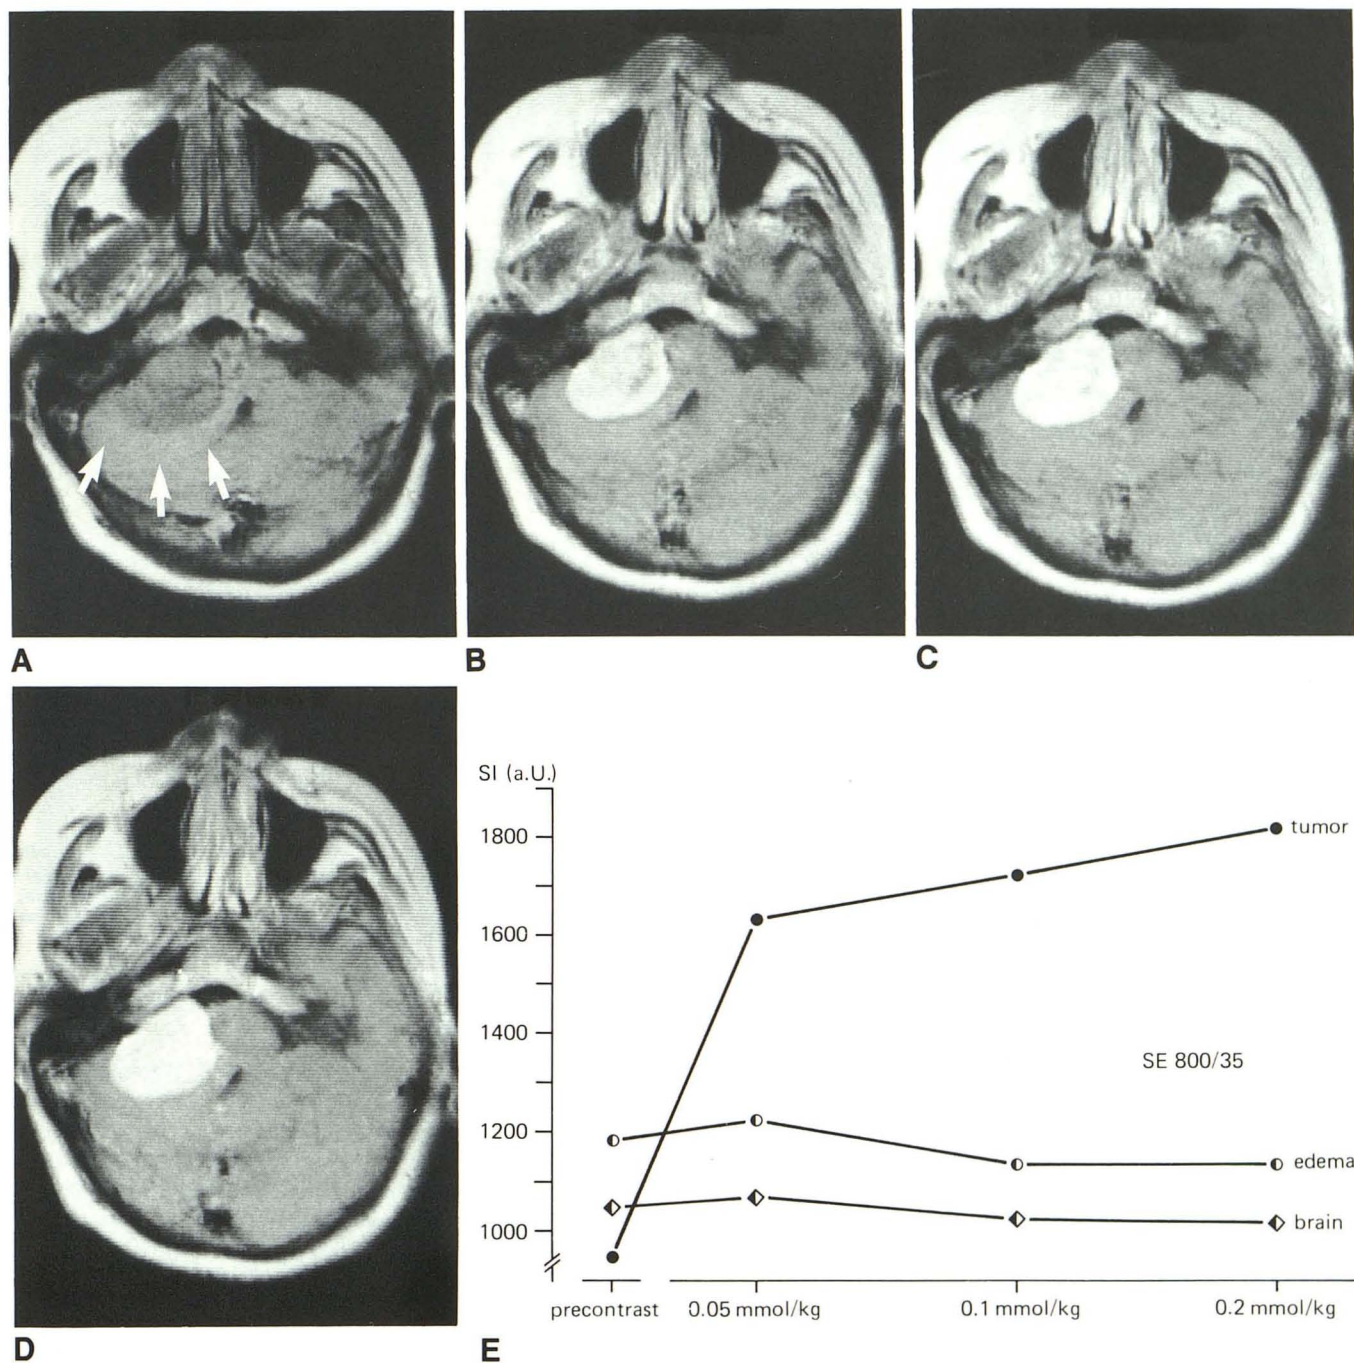 A
B
C
D
E
SI (a.U.)
1800
1600
1400
1200
1000
tumor
SE 800/35
edema
brain
precontrast
0.05 mmol/kg
0.1 mmol/kg
0.2 mmol/kg